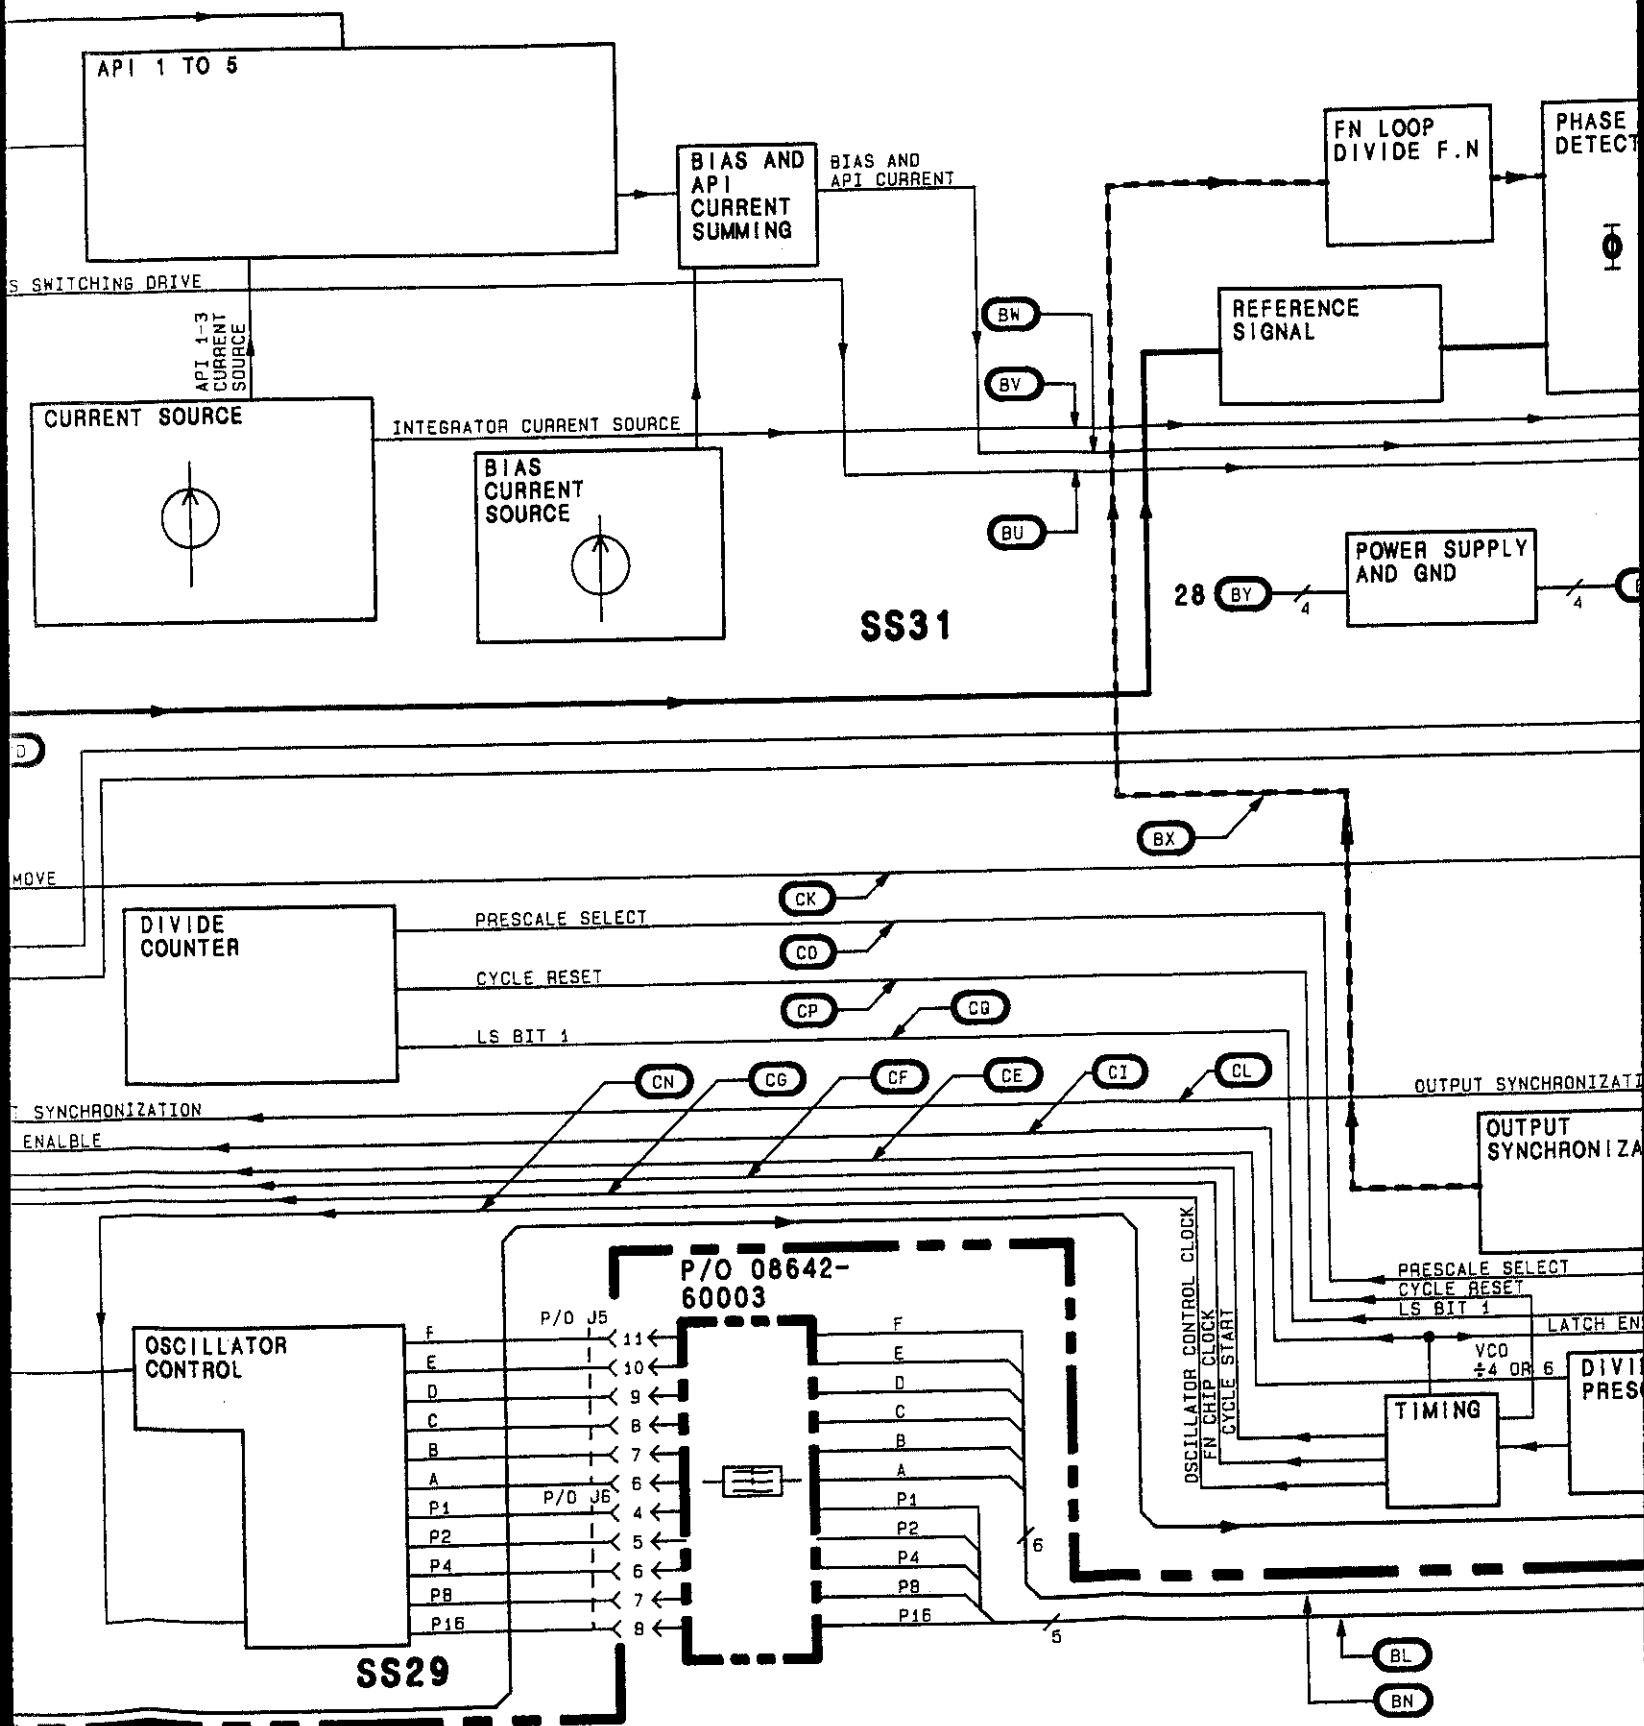 API 1 TO 5
BIAS AND
API
CURRENT
SUMMING
BIAS AND
API CURRENT
FN LOOP
DIVIDE F.N
PHASE
DETECT
Φ
S SWITCHING DRIVE
API 1-3
CURRENT
SOURCE
BW
REFERENCE
SIGNAL
BV
CURRENT SOURCE
INTEGRATOR CURRENT SOURCE
BIAS
CURRENT
SOURCE
BU
POWER SUPPLY
AND GND
28
BY
4
4
SS31
BX
MOVE
CK
DIVIDE
COUNTER
PRESCALE SELECT
CO
CYCLE RESET
CP
CQ
LS BIT 1
CN
CG
CF
CE
CI
CL
OUTPUT SYNCHRONIZATI
T SYNCHRONIZATION
ENALBLE
OUTPUT
SYNCHRONIZA
OSCILLATOR CONTROL CLOCK
FN CHIP CLOCK
CYCLE START
PRESCALE SELECT
CYCLE RESET
LS BIT 1
LATCH EN
VCO
÷4 OR 6
DIVI
PRES
TIMING
P/O 08642-
60003
P/O J5
OSCILLATOR
CONTROL
F 11 F
E 10 E
D 9 D
C 8 C
B 7 B
A 6 A
P/O J6
P1 4 P1
P2 5 P2
P4 6 P4
P8 7 P8
P16 8 P16
6
5
SS29
BL
BN